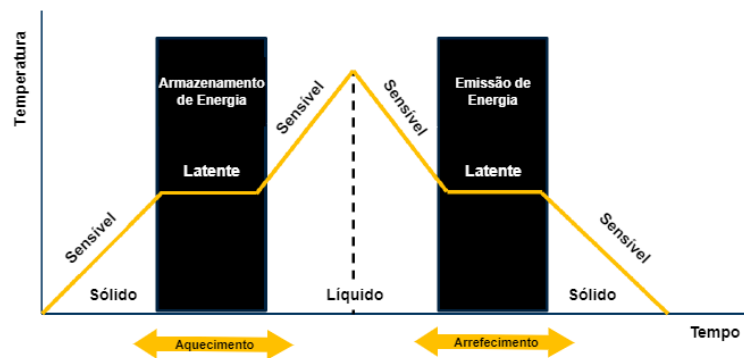 Temperatura
Armazenamento
de Energia
Emissão de
Energia
Sensível
Sensível
Sensível
Sensível
Latente
Latente
Sólido
Líquido
Sólido
Tempo
Aquecimento
Arrefecimento